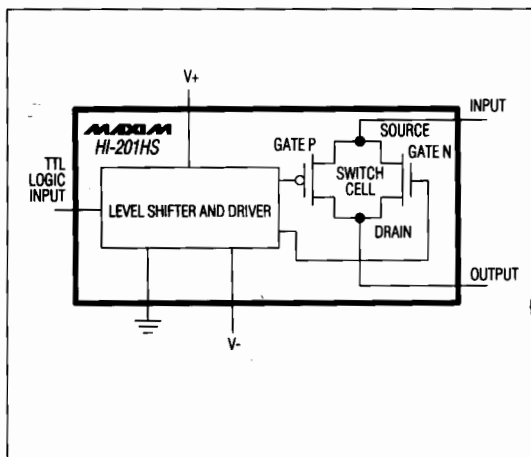 V+
MAXIM
HI-201HS
TTL
LOGIC
INPUT
LEVEL SHIFTER AND DRIVER
GATE P
SOURCE
INPUT
GATE N
SWITCH
CELL
DRAIN
OUTPUT
V-